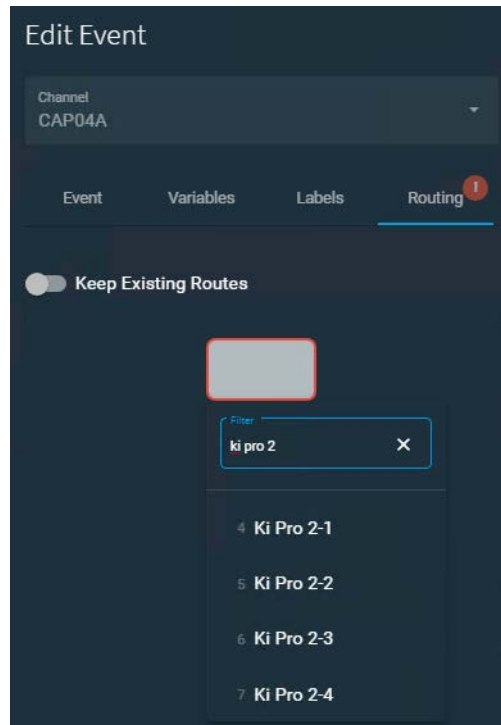 Edit Event
Channel
CAP04A
Event Variables Labels Routing 1
Keep Existing Routes
Filter
ki pro 2 ×
4 Ki Pro 2-1
5 Ki Pro 2-2
6 Ki Pro 2-3
7 Ki Pro 2-4